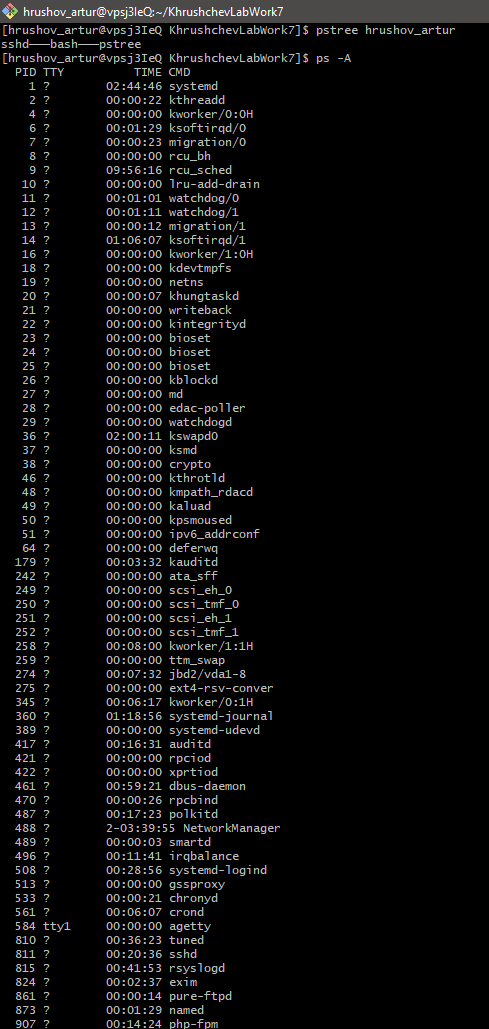 hrushov_artur@vpsj3IeQ:~/KhrushchevLabWork7
[hrushov_artur@vpsj3IeQ KhrushchevLabWork7]$ pstree hrushov_artur
sshd───bash───pstree
[hrushov_artur@vpsj3IeQ KhrushchevLabWork7]$ ps -A
  PID TTY          TIME CMD
    1 ?        02:44:46 systemd
    2 ?        00:00:22 kthreadd
    4 ?        00:00:00 kworker/0:0H
    6 ?        00:01:29 ksoftirqd/0
    7 ?        00:00:23 migration/0
    8 ?        00:00:00 rcu_bh
    9 ?        09:56:16 rcu_sched
   10 ?        00:00:00 lru-add-drain
   11 ?        00:01:01 watchdog/0
   12 ?        00:01:11 watchdog/1
   13 ?        00:00:12 migration/1
   14 ?        01:06:07 ksoftirqd/1
   16 ?        00:00:00 kworker/1:0H
   18 ?        00:00:00 kdevtmpfs
   19 ?        00:00:00 netns
   20 ?        00:00:07 khungtaskd
   21 ?        00:00:00 writeback
   22 ?        00:00:00 kintegrityd
   23 ?        00:00:00 bioset
   24 ?        00:00:00 bioset
   25 ?        00:00:00 bioset
   26 ?        00:00:00 kblockd
   27 ?        00:00:00 md
   28 ?        00:00:00 edac-poller
   29 ?        00:00:00 watchdogd
   36 ?        02:00:11 kswapd0
   37 ?        00:00:00 ksmd
   38 ?        00:00:00 crypto
   46 ?        00:00:00 kthrotld
   48 ?        00:00:00 kmpath_rdacd
   49 ?        00:00:00 kaluad
   50 ?        00:00:00 kpsmoused
   51 ?        00:00:00 ipv6_addrconf
   64 ?        00:00:00 deferwq
  179 ?        00:03:32 kauditd
  242 ?        00:00:00 ata_sff
  249 ?        00:00:00 scsi_eh_0
  250 ?        00:00:00 scsi_tmf_0
  251 ?        00:00:00 scsi_eh_1
  252 ?        00:00:00 scsi_tmf_1
  258 ?        00:08:00 kworker/1:1H
  259 ?        00:00:00 ttm_swap
  274 ?        00:07:32 jbd2/vda1-8
  275 ?        00:00:00 ext4-rsv-conver
  345 ?        00:06:17 kworker/0:1H
  360 ?        01:18:56 systemd-journal
  389 ?        00:00:00 systemd-udevd
  417 ?        00:16:31 auditd
  421 ?        00:00:00 rpciod
  422 ?        00:00:00 xprtiod
  461 ?        00:59:21 dbus-daemon
  470 ?        00:00:26 rpcbind
  487 ?        00:17:23 polkitd
  488 ?        2-03:39:55 NetworkManager
  489 ?        00:00:03 smartd
  496 ?        00:11:41 irqbalance
  508 ?        00:28:56 systemd-logind
  513 ?        00:00:00 gssproxy
  533 ?        00:00:21 chronyd
  561 ?        00:06:07 crond
  584 tty1     00:00:00 agetty
  810 ?        00:36:23 tuned
  811 ?        00:20:36 sshd
  815 ?        00:41:53 rsyslogd
  824 ?        00:02:37 exim
  861 ?        00:00:14 pure-ftpd
  873 ?        00:01:29 named
  907 ?        00:14:24 php-fpm